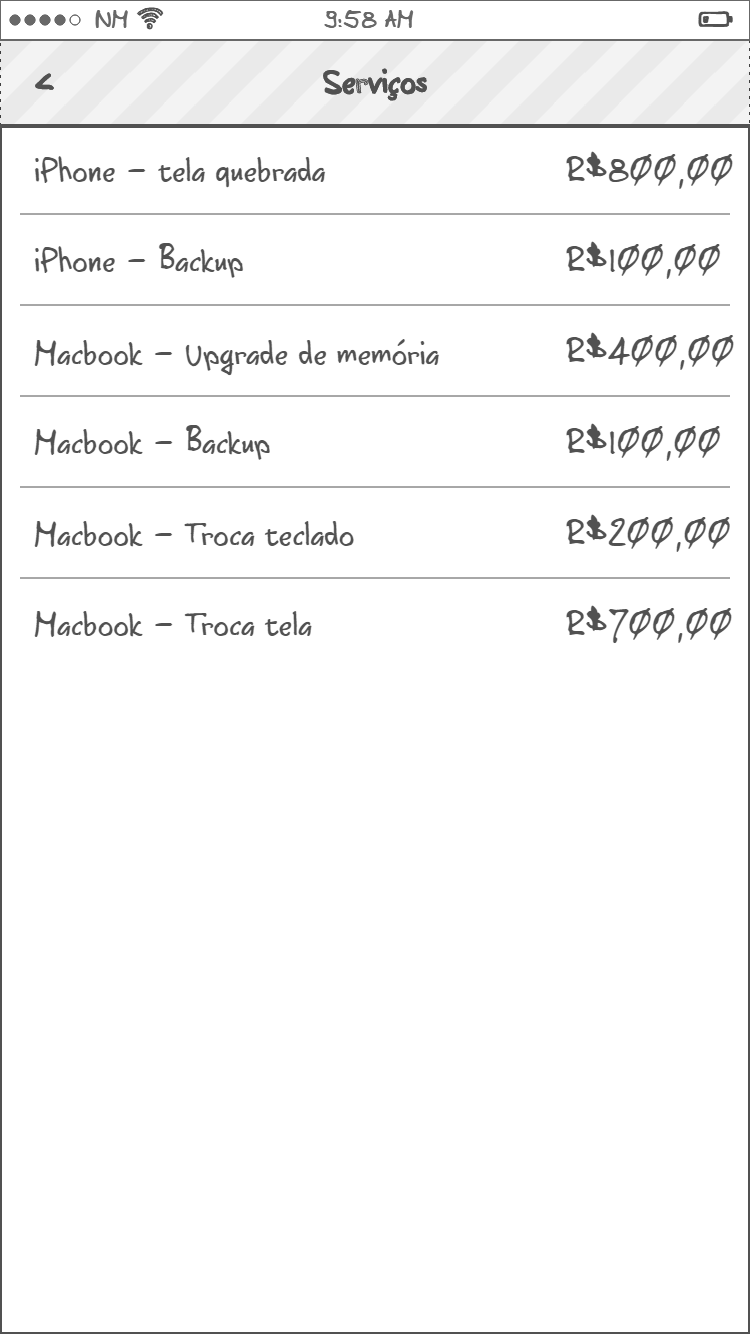 NM 9:58 AM
< Serviços
iPhone - tela quebrada R$800,00
iPhone - Backup R$100,00
Macbook - Upgrade de memória R$400,00
Macbook - Backup R$100,00
Macbook - Troca teclado R$200,00
Macbook - Troca tela R$700,00